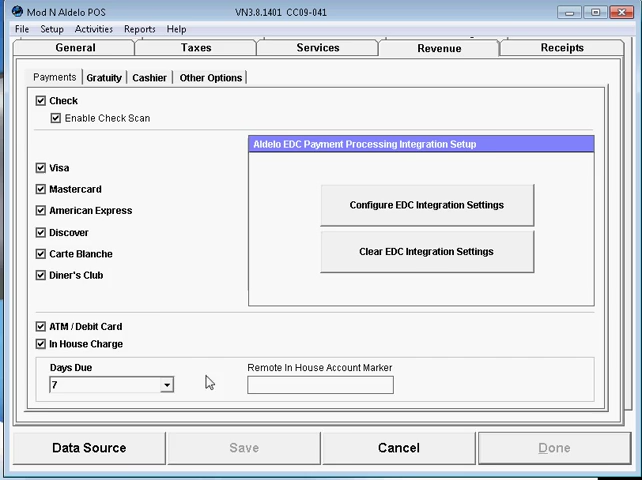 Mod N Aldelo POS VN3.8.1401 CC09-041
File Setup Activities Reports Help
General Taxes Services Revenue Receipts
Payments Gratuity Cashier Other Options
Check
Enable Check Scan
Aldelo EDC Payment Processing Integration Setup
Visa
Mastercard
Configure EDC Integration Settings
American Express
Discover
Clear EDC Integration Settings
Carte Blanche
Diner's Club
ATM / Debit Card
In House Charge
Days Due Remote In House Account Marker
7
Data Source Save Cancel Done